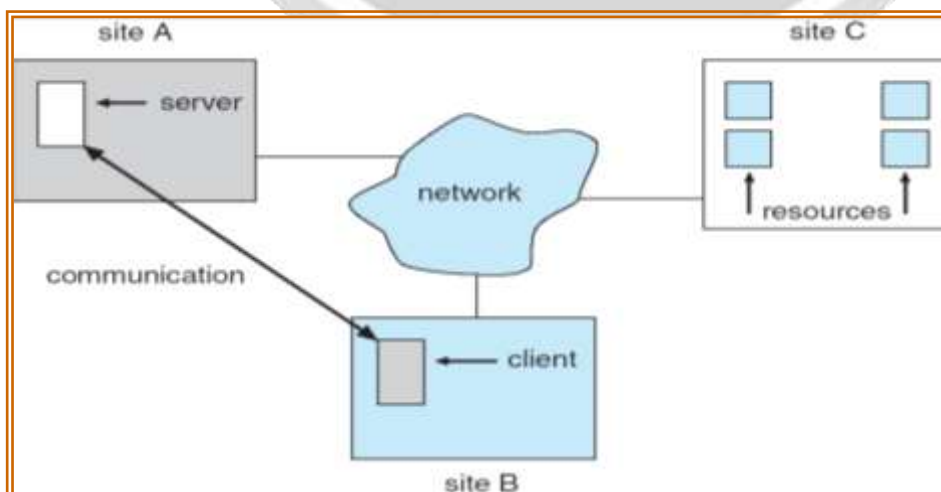 site A
site C
server
network
resources
communication
client
site B